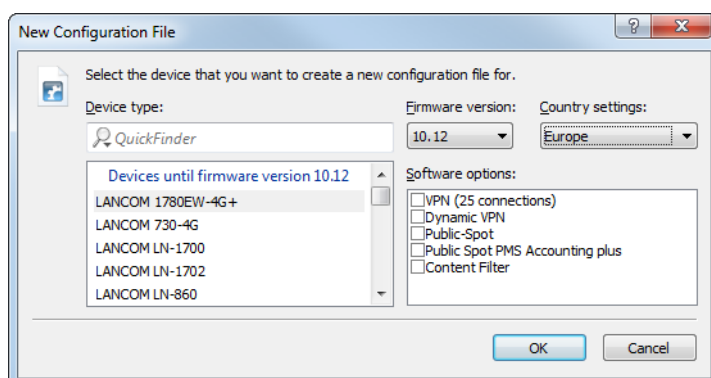 New Configuration File
Select the device that you want to create a new configuration file for.
Device type:
QuickFinder
Devices until firmware version 10.12
LANCOM 1780EW-4G+
LANCOM 730-4G
LANCOM LN-1700
LANCOM LN-1702
LANCOM LN-860
Firmware version:
10.12
Country settings:
Europe
Software options:
VPN (25 connections)
Dynamic VPN
Public-Spot
Public Spot PMS Accounting plus
Content Filter
OK
Cancel